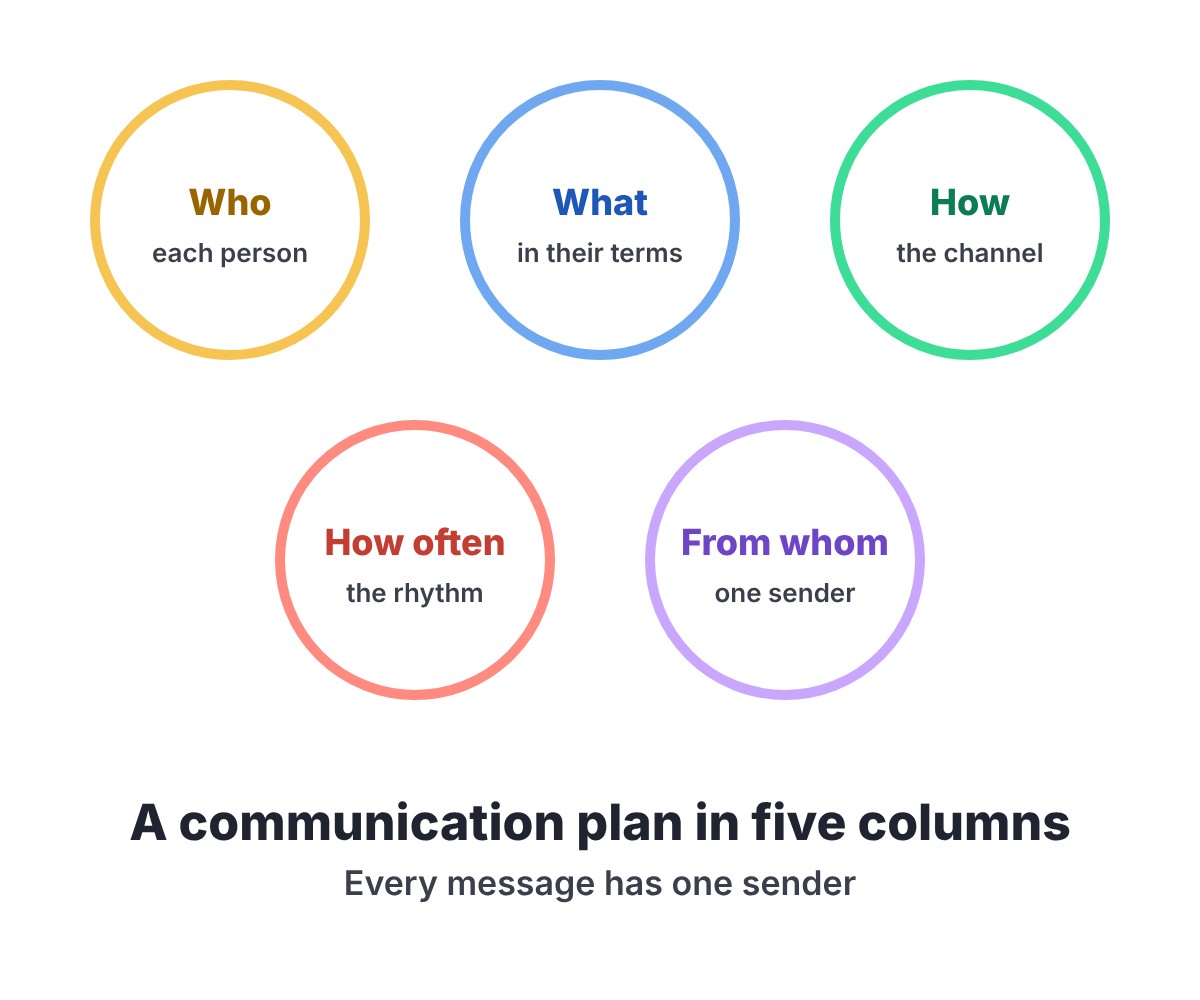 Who
each person
What
in their terms
How
the channel
How often
the rhythm
From whom
one sender
A communication plan in five columns
Every message has one sender